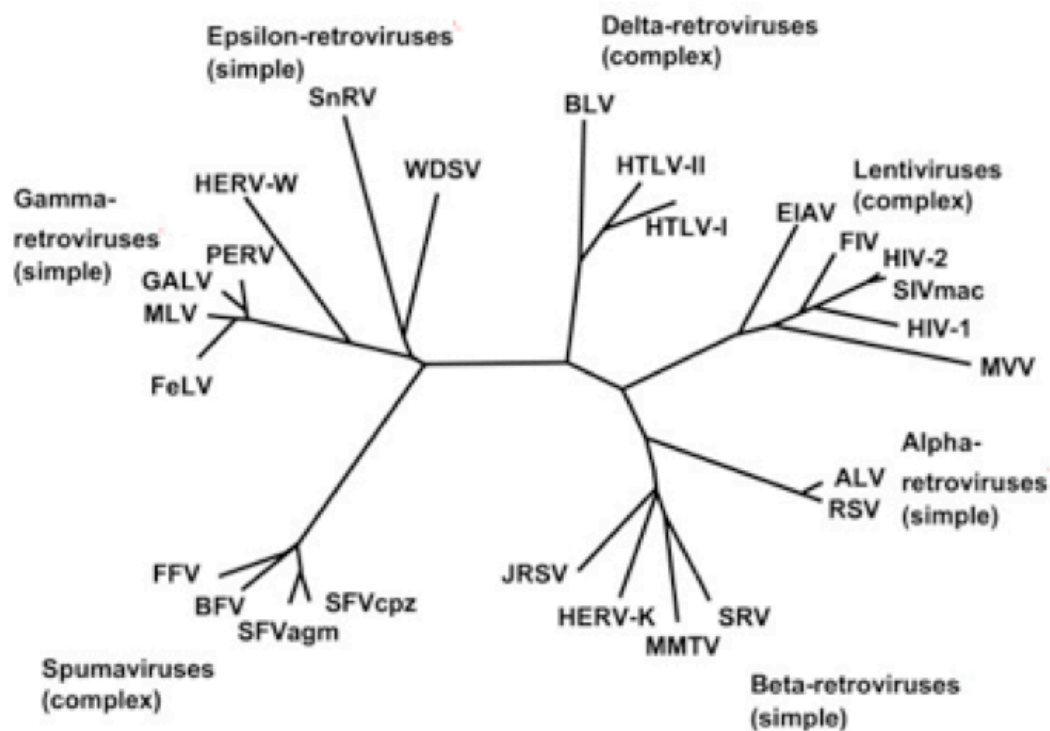 Epsilon-retroviruses
(simple)
SnRV
WDSV
HERV-W
Gamma-
retroviruses
(simple)
PERV
GALV
MLV
FeLV
Delta-retroviruses
(complex)
BLV
HTLV-II
HTLV-I
Lentiviruses
(complex)
EIAV
FIV
HIV-2
SIVmac
HIV-1
MVV
Alpha-
retroviruses
(simple)
ALV
RSV
JRSV
HERV-K
MMTV
SRV
Beta-retroviruses
(simple)
FFV
BFV
SFVagm
SFVcpz
Spumaviruses
(complex)